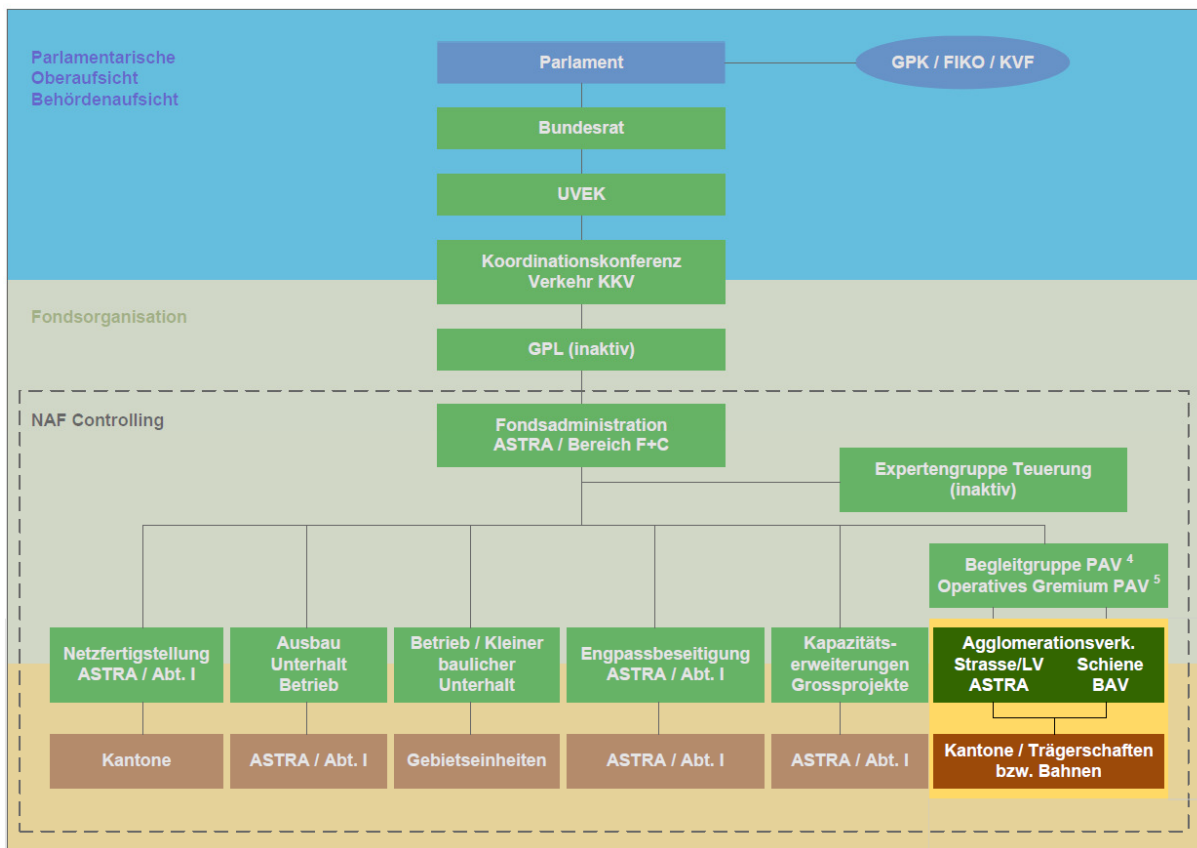 Parlamentarische
Oberaufsicht
Behördenaufsicht
Parlament
GPK / FIKO / KVF
Bundesrat
UVEK
Koordinationskonferenz
Verkehr KKV
Fondsorganisation
GPL (inaktiv)
NAF Controlling
Fondsadministration
ASTRA / Bereich F+C
Expertengruppe Teuerung
(inaktiv)
Begleitgruppe PAV 4
Operatives Gremium PAV 5
Netzfertigstellung
ASTRA / Abt. I
Ausbau
Unterhalt
Betrieb
Betrieb / Kleiner
baulicher
Unterhalt
Engpassbeseitigung
ASTRA / Abt. I
Kapazitäts-
erweiterungen
Grossprojekte
Agglomerationsverk.
Strasse/LV Schiene
ASTRA BAV
Kantone
ASTRA / Abt. I
Gebietseinheiten
ASTRA / Abt. I
ASTRA / Abt. I
Kantone / Trägerschaften
bzw. Bahnen